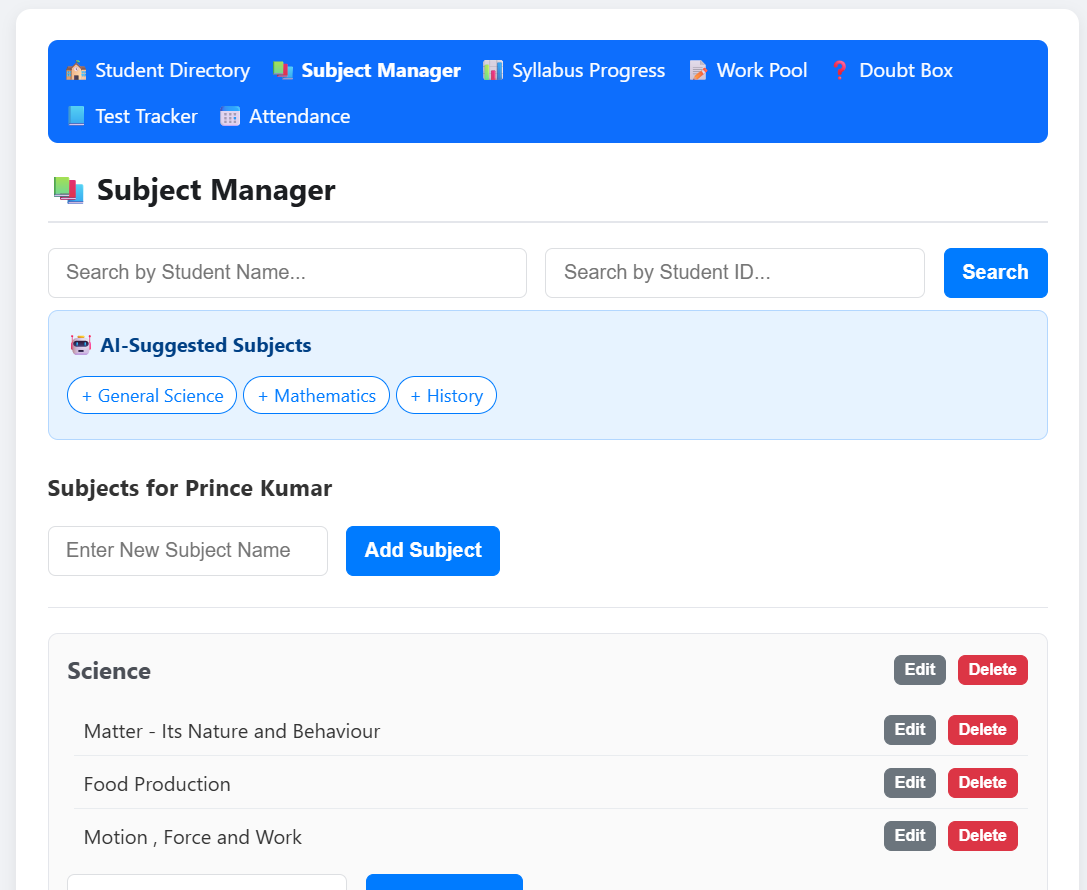 Student Directory Subject Manager Syllabus Progress Work Pool Doubt Box
Test Tracker Attendance
Subject Manager
Search by Student Name... Search by Student ID... Search
AI-Suggested Subjects
+ General Science + Mathematics + History
Subjects for Prince Kumar
Enter New Subject Name Add Subject
Science Edit Delete
Matter - Its Nature and Behaviour Edit Delete
Food Production Edit Delete
Motion , Force and Work Edit Delete